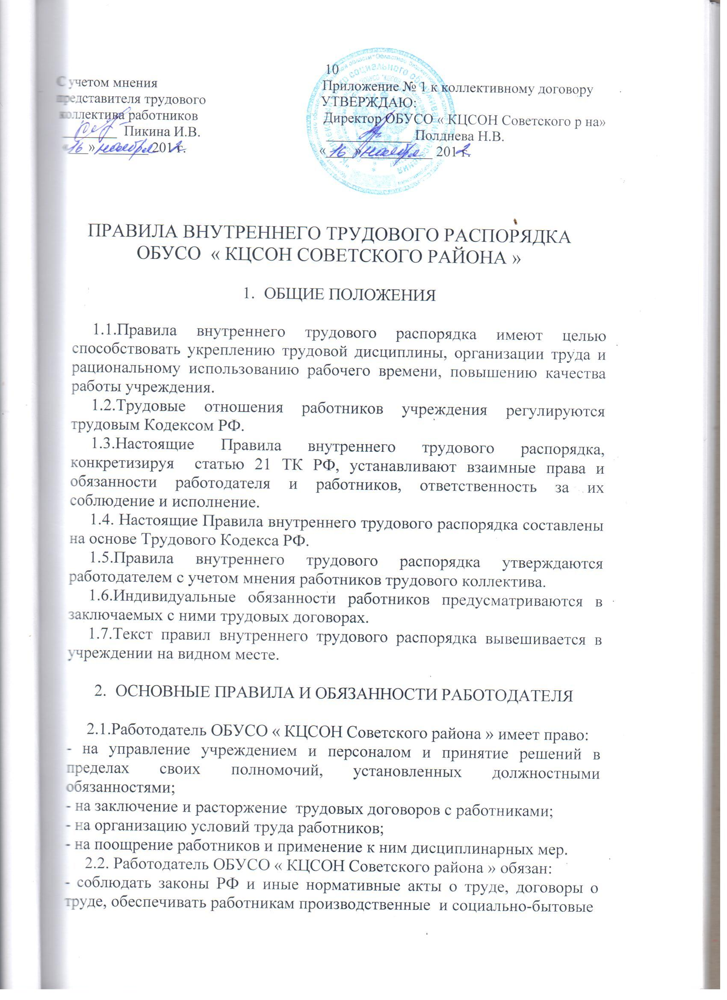 10
С учетом мнения
представителя трудового
коллектива работников
Пикина И.В.
«16» ноября 2012 г.
Приложение № 1 к коллективному договору
УТВЕРЖДАЮ:
Директор ОБУСО « КЦСОН Советского р на»
Полднева Н.В.
«16» ноября 2012 г.
ПРАВИЛА ВНУТРЕННЕГО ТРУДОВОГО РАСПОРЯДКА
ОБУСО « КЦСОН СОВЕТСКОГО РАЙОНА »
1. ОБЩИЕ ПОЛОЖЕНИЯ
1.1.Правила внутреннего трудового распорядка имеют целью
способствовать укреплению трудовой дисциплины, организации труда и
рациональному использованию рабочего времени, повышению качества
работы учреждения.
1.2.Трудовые отношения работников учреждения регулируются
трудовым Кодексом РФ.
1.3.Настоящие Правила внутреннего трудового распорядка,
конкретизируя статью 21 ТК РФ, устанавливают взаимные права и
обязанности работодателя и работников, ответственность за их
соблюдение и исполнение.
1.4. Настоящие Правила внутреннего трудового распорядка составлены
на основе Трудового Кодекса РФ.
1.5.Правила внутреннего трудового распорядка утверждаются
работодателем с учетом мнения работников трудового коллектива.
1.6.Индивидуальные обязанности работников предусматриваются в
заключаемых с ними трудовых договорах.
1.7.Текст правил внутреннего трудового распорядка вывешивается в
учреждении на видном месте.
2. ОСНОВНЫЕ ПРАВИЛА И ОБЯЗАННОСТИ РАБОТОДАТЕЛЯ
2.1.Работодатель ОБУСО « КЦСОН Советского района » имеет право:
- на управление учреждением и персоналом и принятие решений в
пределах своих полномочий, установленных должностными
обязанностями;
- на заключение и расторжение трудовых договоров с работниками;
- на организацию условий труда работников;
- на поощрение работников и применение к ним дисциплинарных мер.
2.2. Работодатель ОБУСО « КЦСОН Советского района » обязан:
- соблюдать законы РФ и иные нормативные акты о труде, договоры о
труде, обеспечивать работникам производственные и социально-бытовые